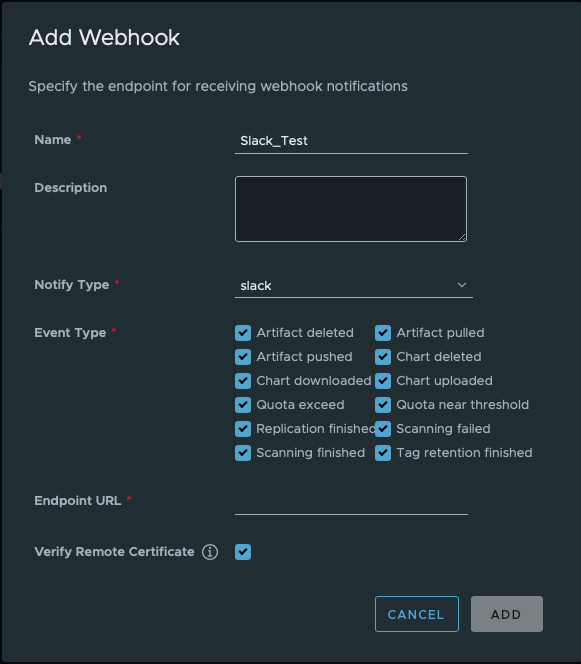 Add Webhook
Specify the endpoint for receiving webhook notifications
Name * Slack_Test
Description
Notify Type * slack
Event Type * Artifact deleted Artifact pulled
Artifact pushed Chart deleted
Chart downloaded Chart uploaded
Quota exceed Quota near threshold
Replication finished Scanning failed
Scanning finished Tag retention finished
Endpoint URL *
Verify Remote Certificate
CANCEL ADD